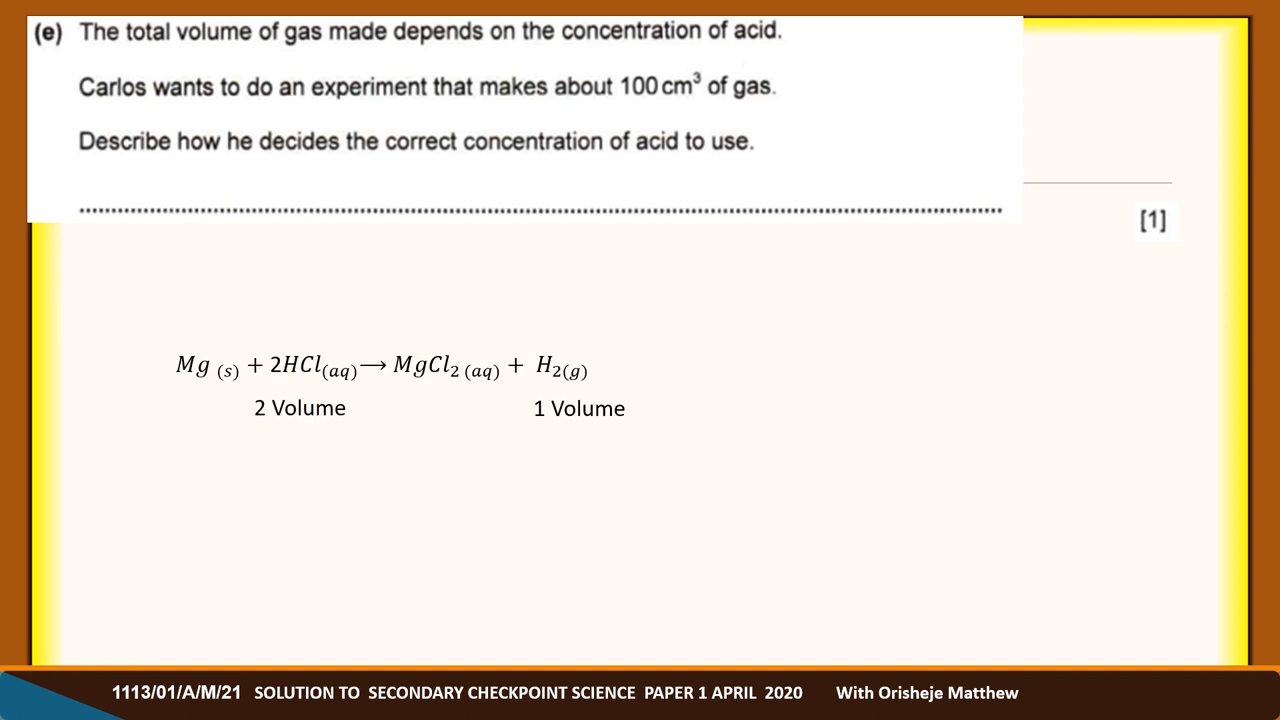 (e) The total volume of gas made depends on the concentration of acid.
Carlos wants to do an experiment that makes about 100 cm³ of gas.
Describe how he decides the correct concentration of acid to use.
[1]
Mg (s) + 2HCl(aq) ⟶ MgCl₂ (aq) + H₂(g)
2 Volume 1 Volume
1113/01/A/M/21 SOLUTION TO SECONDARY CHECKPOINT SCIENCE PAPER 1 APRIL 2020 With Orisheje Matthew